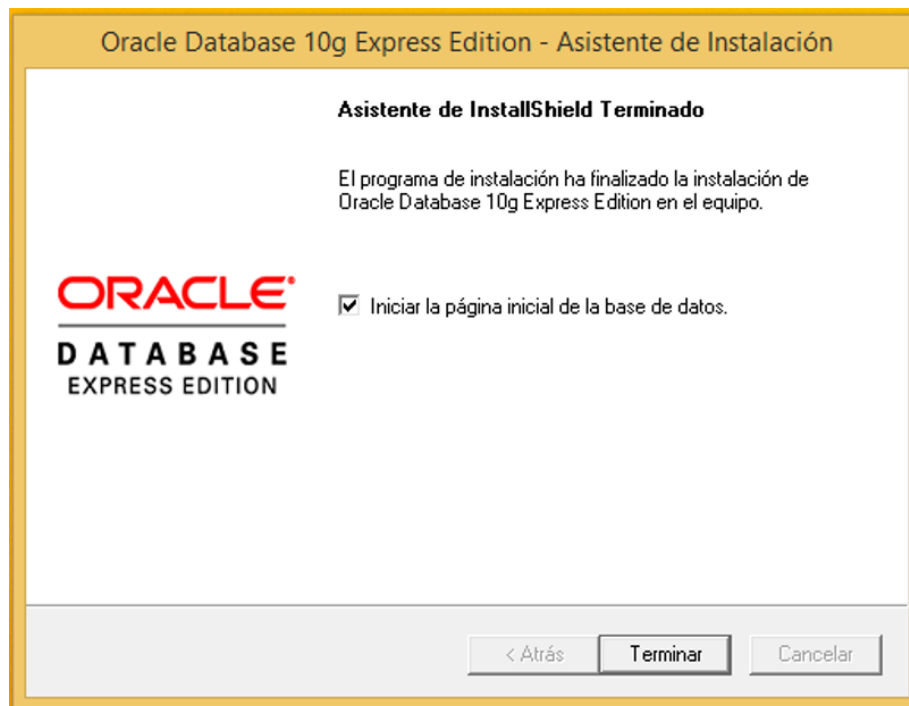 Oracle Database 10g Express Edition - Asistente de Instalación
Asistente de InstallShield Terminado
El programa de instalación ha finalizado la instalación de
Oracle Database 10g Express Edition en el equipo.
ORACLE
DATABASE
EXPRESS EDITION
Iniciar la página inicial de la base de datos.
< Atrás
Terminar
Cancelar